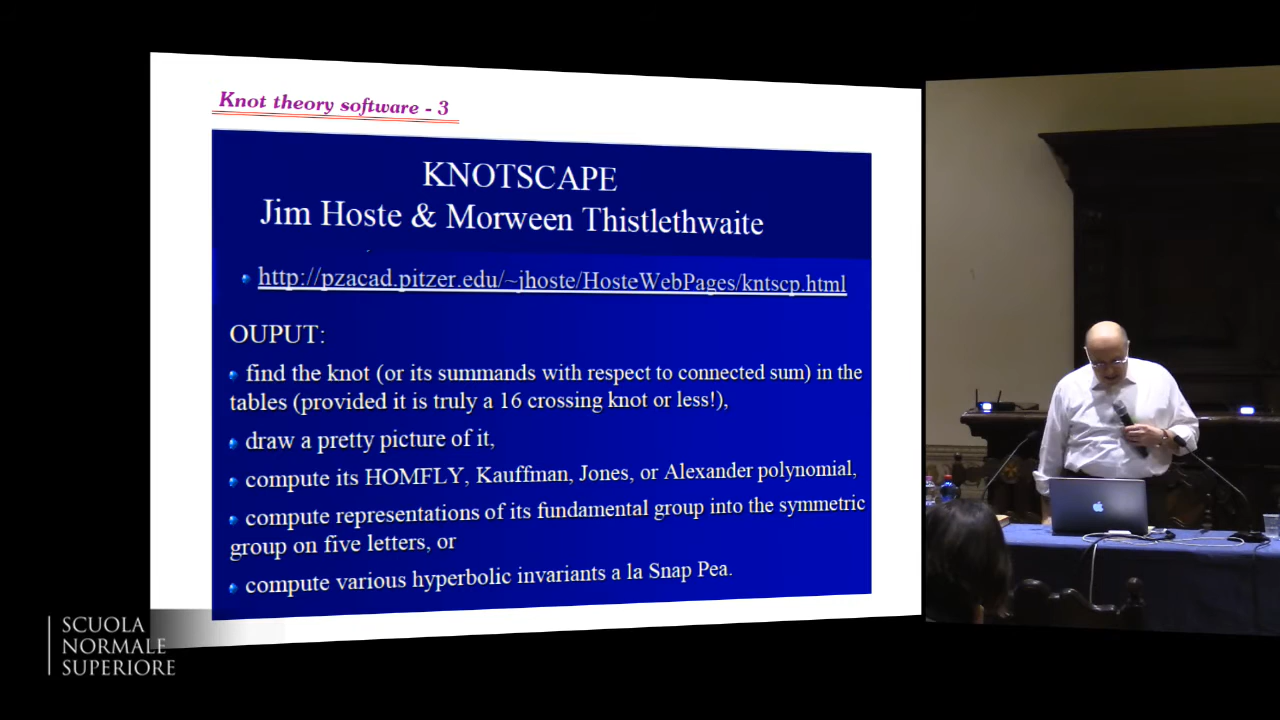 Knot theory software - 3
KNOTSCAPE
Jim Hoste & Morween Thistlethwaite
http://pzacad.pitzer.edu/~jhoste/HosteWebPages/kntscp.html
OUPUT:
find the knot (or its summands with respect to connected sum) in the
tables (provided it is truly a 16 crossing knot or less!),
draw a pretty picture of it,
compute its HOMFLY, Kauffman, Jones, or Alexander polynomial,
compute representations of its fundamental group into the symmetric
group on five letters, or
compute various hyperbolic invariants a la Snap Pea.
SCUOLA
NORMALE
SUPERIORE